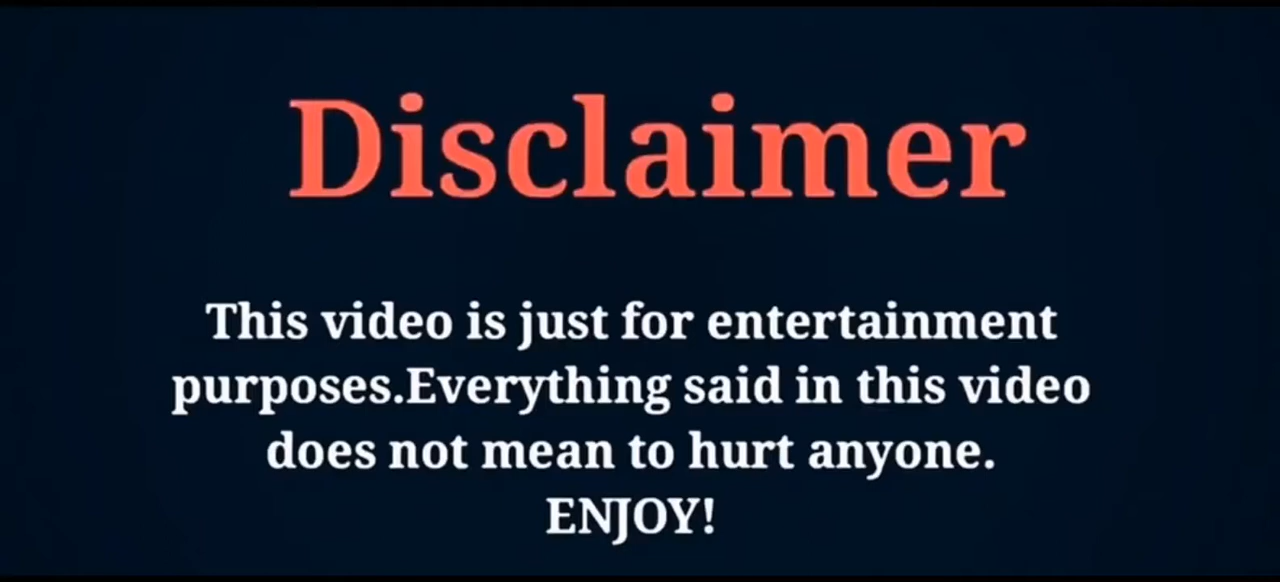 Disclaimer
This video is just for entertainment
purposes.Everything said in this video
does not mean to hurt anyone.
ENJOY!